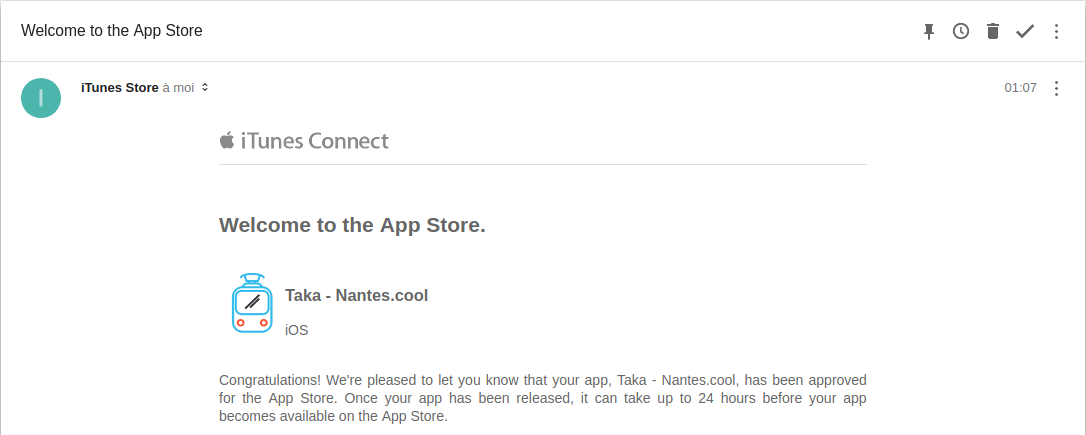 Welcome to the App Store
I
iTunes Store à moi
01:07
iTunes Connect
Welcome to the App Store.
Taka - Nantes.cool
iOS
Congratulations! We're pleased to let you know that your app, Taka - Nantes.cool, has been approved
for the App Store. Once your app has been released, it can take up to 24 hours before your app
becomes available on the App Store.